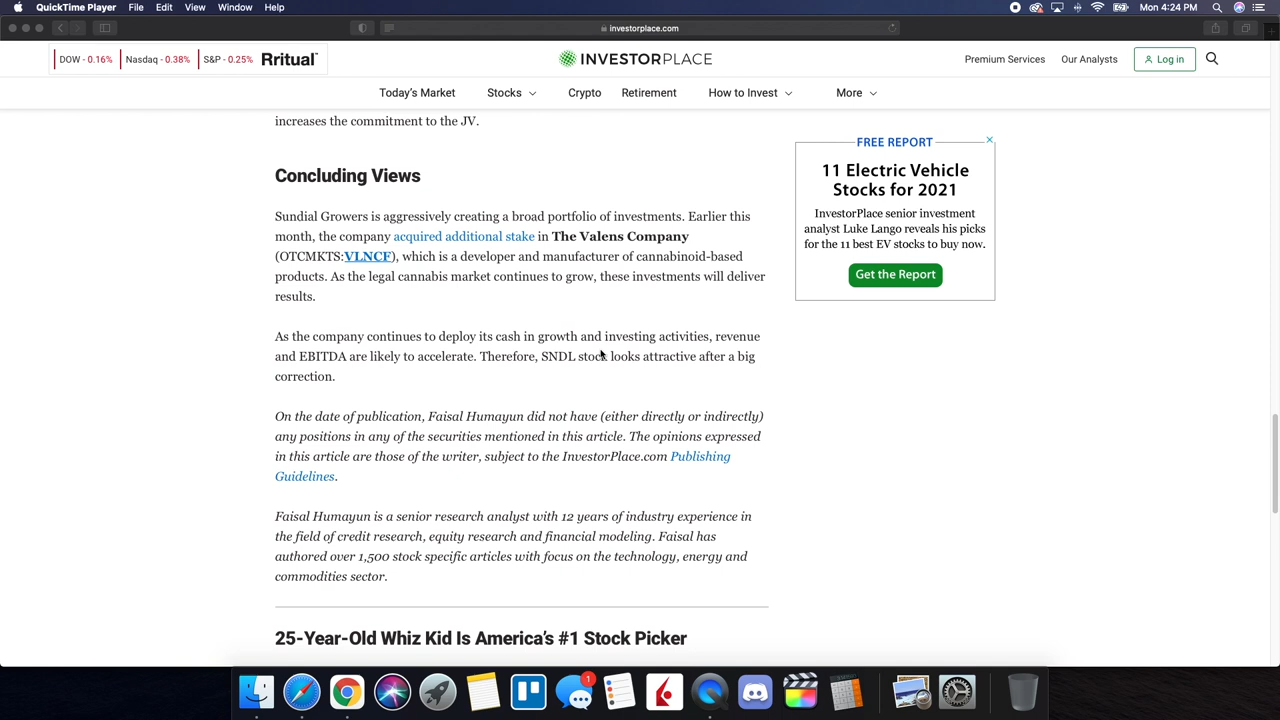 QuickTime Player File Edit View Window Help
Mon 4:24 PM
investorplace.com
DOW - 0.16% Nasdaq - 0.38% S&P - 0.25% Rritual™
INVESTORPLACE
Premium Services Our Analysts Log in
Today's Market Stocks Crypto Retirement How to Invest More
increases the commitment to the JV.
Concluding Views
Sundial Growers is aggressively creating a broad portfolio of investments. Earlier this
month, the company acquired additional stake in The Valens Company
(OTCMKTS:VLNCF), which is a developer and manufacturer of cannabinoid-based
products. As the legal cannabis market continues to grow, these investments will deliver
results.
As the company continues to deploy its cash in growth and investing activities, revenue
and EBITDA are likely to accelerate. Therefore, SNDL stock looks attractive after a big
correction.
On the date of publication, Faisal Humayun did not have (either directly or indirectly)
any positions in any of the securities mentioned in this article. The opinions expressed
in this article are those of the writer, subject to the InvestorPlace.com Publishing
Guidelines.
Faisal Humayun is a senior research analyst with 12 years of industry experience in
the field of credit research, equity research and financial modeling. Faisal has
authored over 1,500 stock specific articles with focus on the technology, energy and
commodities sector.
25-Year-Old Whiz Kid Is America's #1 Stock Picker
FREE REPORT
11 Electric Vehicle
Stocks for 2021
InvestorPlace senior investment
analyst Luke Lango reveals his picks
for the 11 best EV stocks to buy now.
Get the Report
1